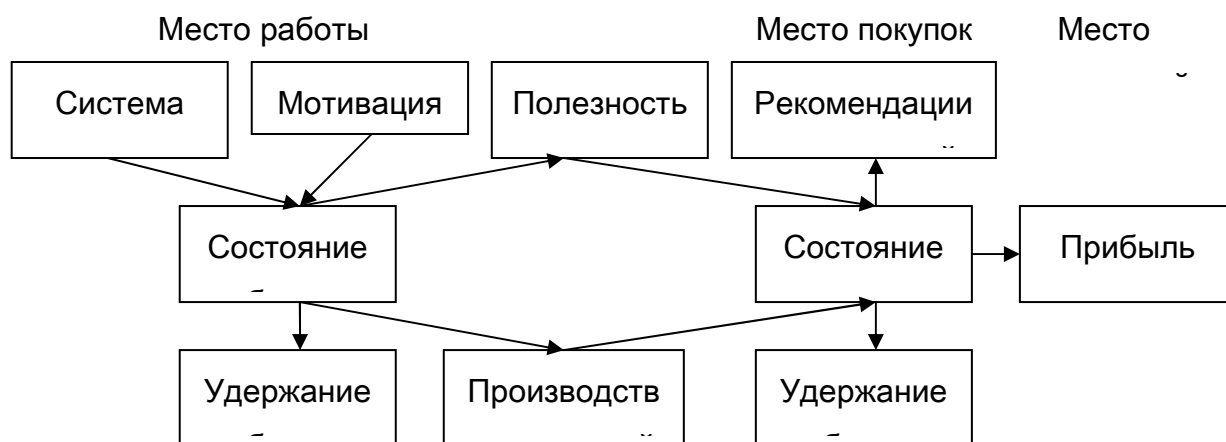 Место работы
Место покупок
Место
Система
Мотивация
Полезность
Рекомендации
Состояние
Состояние
Прибыль
Удержание
Производств
Удержание